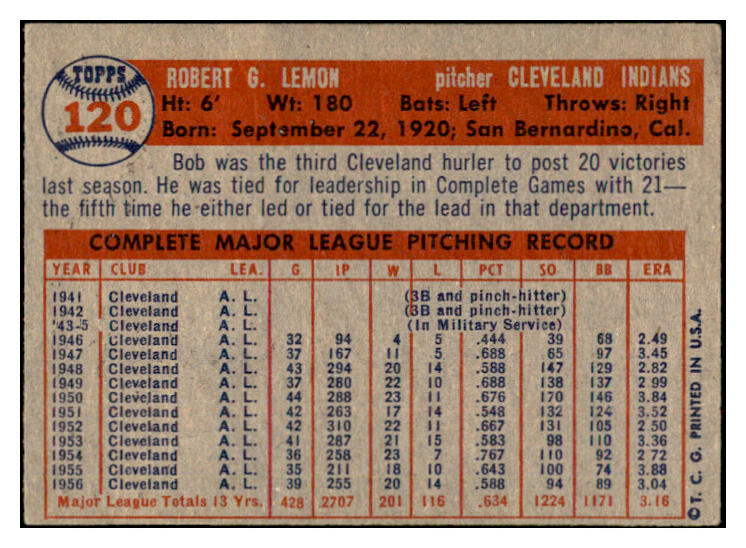 TOPPS
120
ROBERT G. LEMON pitcher CLEVELAND INDIANS
Ht: 6' Wt: 180 Bats: Left Throws: Right
Born: September 22, 1920; San Bernardino, Cal.
Bob was the third Cleveland hurler to post 20 victories
last season. He was tied for leadership in Complete Games with 21—
the fifth time he either led or tied for the lead in that department.
COMPLETE MAJOR LEAGUE PITCHING RECORD
YEAR CLUB LEA. G IP W L PCT SO BB ERA
1941 Cleveland A. L. (3B and pinch-hitter)
1942 Cleveland A. L. (3B and pinch-hitter)
'43-5 Cleveland A. L. (In Military Service)
1946 Cleveland A. L. 32 94 4 5 .444 39 68 2.49
1947 Cleveland A. L. 37 167 11 5 .688 65 97 3.45
1948 Cleveland A. L. 43 294 20 14 .588 147 129 2.82
1949 Cleveland A. L. 37 280 22 10 .688 138 137 2.99
1950 Cleveland A. L. 44 288 23 11 .676 170 146 3.84
1951 Cleveland A. L. 42 263 17 14 .548 132 124 3.52
1952 Cleveland A. L. 42 310 22 11 .667 131 105 2.50
1953 Cleveland A. L. 41 287 21 15 .583 98 110 3.36
1954 Cleveland A. L. 36 258 23 7 .767 110 92 2.72
1955 Cleveland A. L. 35 211 18 10 .643 100 74 3.88
1956 Cleveland A. L. 39 255 20 14 .588 94 89 3.04
Major League Totals 13 Yrs. 428 2707 201 116 .634 1224 1171 3.16
© T. C. G. PRINTED IN U.S.A.